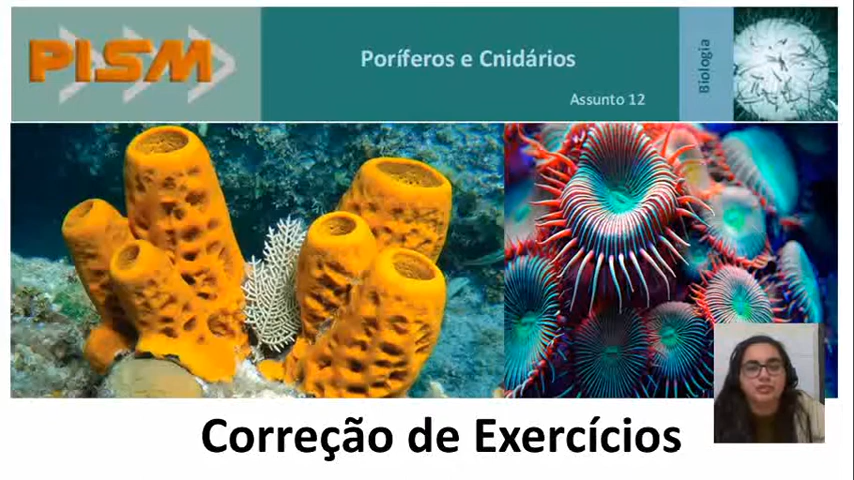 PISM
Poríferos e Cnidários
Assunto 12
Biologia
Correção de Exercícios